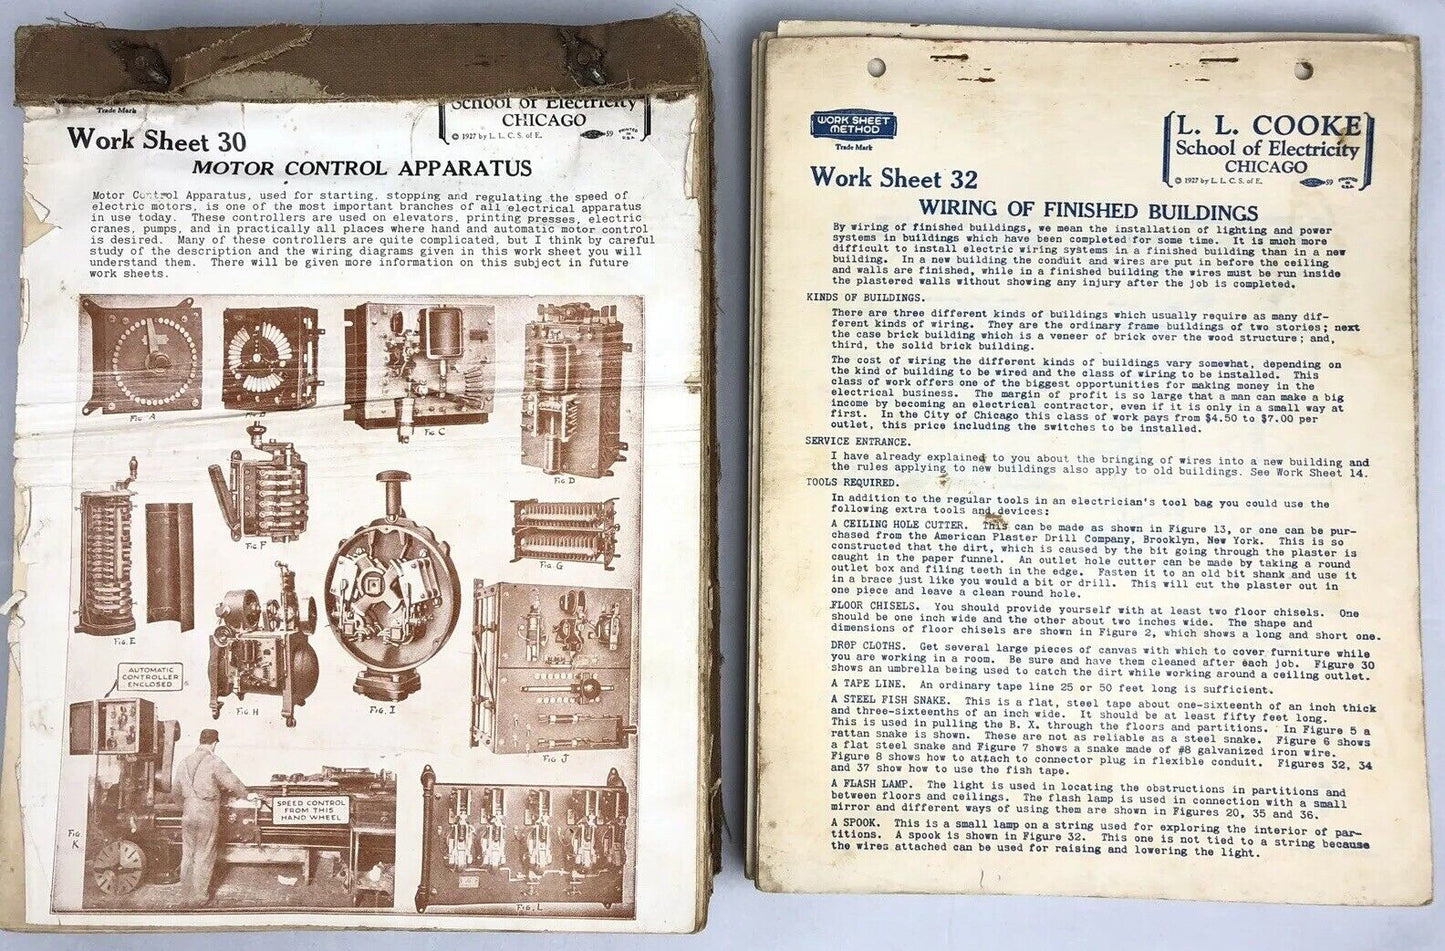 Trade Mark
School of Electricity
CHICAGO
© 1927 by L. L. C. S. of E.
59
PRINTED IN U.S.A.
Work Sheet 30
MOTOR CONTROL APPARATUS
Motor Control Apparatus, used for starting, stopping and regulating the speed of
electric motors, is one of the most important branches of all electrical apparatus
in use today. These controllers are used on elevators, printing presses, electric
cranes, pumps, and in practically all places where hand and automatic motor control
is desired. Many of these controllers are quite complicated, but I think by careful
study of the description and the wiring diagrams given in this work sheet you will
understand them. There will be given more information on this subject in future
work sheets.
FIG. A
FIG. B
FIG. C
FIG. D
FIG. F
FIG. G
FIG. E
AUTOMATIC
CONTROLLER
ENCLOSED
FIG. H
FIG. I
FIG. J
SPEED CONTROL
FROM THIS
HAND WHEEL
FIG.
K
FIG. L
WORK SHEET
METHOD
Trade Mark
L. L. COOKE
School of Electricity
CHICAGO
© 1927 by L. L. C. S. of E.
59
PRINTED IN U.S.A.
Work Sheet 32
WIRING OF FINISHED BUILDINGS
By wiring of finished buildings, we mean the installation of lighting and power
systems in buildings which have been completed for some time. It is much more
difficult to install electric wiring systems in a finished building than in a new
building. In a new building the conduit and wires are put in before the ceiling
and walls are finished, while in a finished building the wires must be run inside
the plastered walls without showing any injury after the job is completed.
KINDS OF BUILDINGS.
There are three different kinds of buildings which usually require as many dif-
ferent kinds of wiring. They are the ordinary frame buildings of two stories; next
the case brick building which is a veneer of brick over the wood structure; and,
third, the solid brick building.
The cost of wiring the different kinds of buildings vary somewhat, depending on
the kind of building to be wired and the class of wiring to be installed. This
class of work offers one of the biggest opportunities for making money in the
electrical business. The margin of profit is so large that a man can make a big
income by becoming an electrical contractor, even if it is only in a small way at
first. In the City of Chicago this class of work pays from $4.50 to $7.00 per
outlet, this price including the switches to be installed.
SERVICE ENTRANCE.
I have already explained to you about the bringing of wires into a new building and
the rules applying to new buildings also apply to old buildings. See Work Sheet 14.
TOOLS REQUIRED.
In addition to the regular tools in an electrician's tool bag you could use the
following extra tools and devices:
A CEILING HOLE CUTTER. This can be made as shown in Figure 13, or one can be pur-
chased from the American Plaster Drill Company, Brooklyn, New York. This is so
constructed that the dirt, which is caused by the bit going through the plaster is
caught in the paper funnel. An outlet hole cutter can be made by taking a round
outlet box and filing teeth in the edge. Fasten it to an old bit shank and use it
in a brace just like you would a bit or drill. This will cut the plaster out in
one piece and leave a clean round hole.
FLOOR CHISELS. You should provide yourself with at least two floor chisels. One
should be one inch wide and the other about two inches wide. The shape and
dimensions of floor chisels are shown in Figure 2, which shows a long and short one.
DROP CLOTHS. Get several large pieces of canvas with which to cover furniture while
you are working in a room. Be sure and have them cleaned after each job. Figure 30
shows an umbrella being used to catch the dirt while working around a ceiling outlet.
A TAPE LINE. An ordinary tape line 25 or 50 feet long is sufficient.
A STEEL FISH SNAKE. This is a flat, steel tape about one-sixteenth of an inch thick
and three-sixteenths of an inch wide. It should be at least fifty feet long.
This is used in pulling the B. X. through the floors and partitions. In Figure 5 a
rattan snake is shown. These are not as reliable as a steel snake. Figure 6 shows
a flat steel snake and Figure 7 shows a snake made of #8 galvanized iron wire.
Figure 8 shows how to attach to connector plug in flexible conduit. Figures 32, 34
and 37 show how to use the fish tape.
A FLASH LAMP. The light is used in locating the obstructions in partitions and
between floors and ceilings. The flash lamp is used in connection with a small
mirror and different ways of using them are shown in Figures 20, 35 and 36.
A SPOOK. This is a small lamp on a string used for exploring the interior of par-
titions. A spook is shown in Figure 32. This one is not tied to a string because
the wires attached can be used for raising and lowering the light.